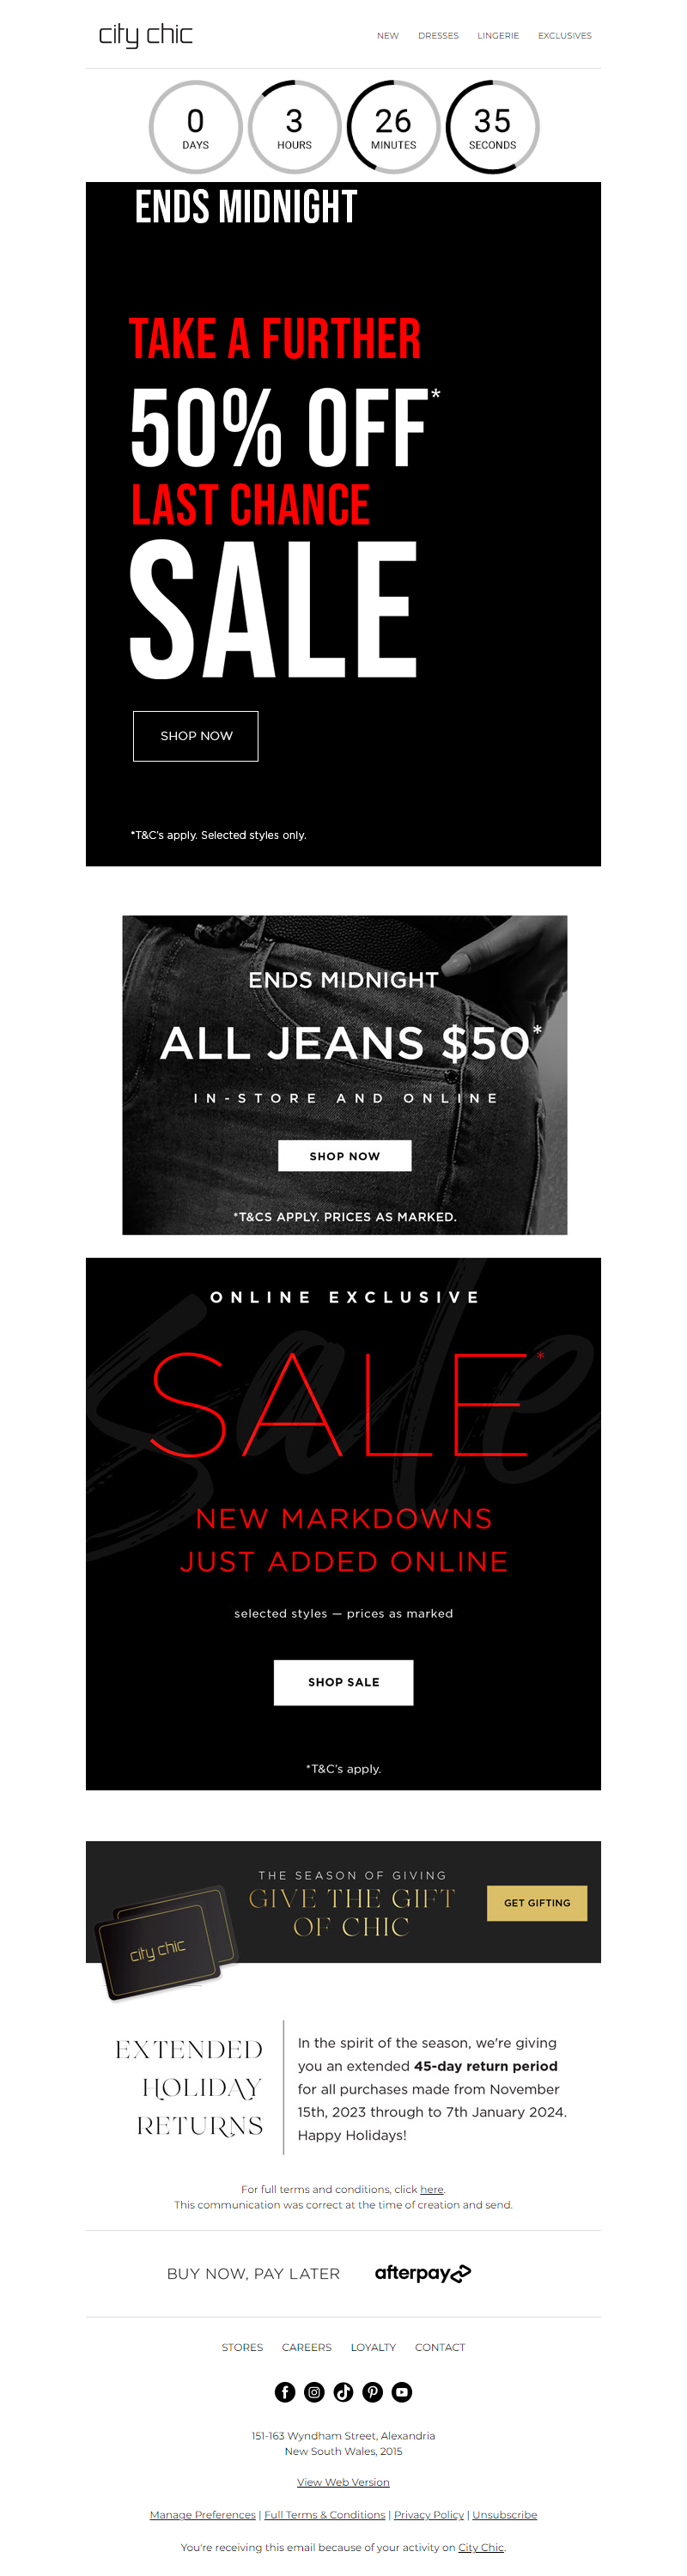 city chic
NEW DRESSES LINGERIE EXCLUSIVES
0 3 26 35
DAYS HOURS MINUTES SECONDS
ENDS MIDNIGHT
TAKE A FURTHER
50% OFF*
LAST CHANCE
SALE
SHOP NOW
*T&C's apply. Selected styles only.
ENDS MIDNIGHT
ALL JEANS $50*
IN-STORE AND ONLINE
SHOP NOW
*T&CS APPLY. PRICES AS MARKED.
ONLINE EXCLUSIVE
sale
SALE*
NEW MARKDOWNS
JUST ADDED ONLINE
selected styles — prices as marked
SHOP SALE
*T&C's apply.
THE SEASON OF GIVING
GIVE THE GIFT
OF CHIC
GET GIFTING
city chic
EXTENDED
HOLIDAY
RETURNS
In the spirit of the season, we're giving
you an extended 45-day return period
for all purchases made from November
15th, 2023 through to 7th January 2024.
Happy Holidays!
For full terms and conditions, click here.
This communication was correct at the time of creation and send.
BUY NOW, PAY LATER afterpay
STORES CAREERS LOYALTY CONTACT
151-163 Wyndham Street, Alexandria
New South Wales, 2015
View Web Version
Manage Preferences | Full Terms & Conditions | Privacy Policy | Unsubscribe
You're receiving this email because of your activity on City Chic.